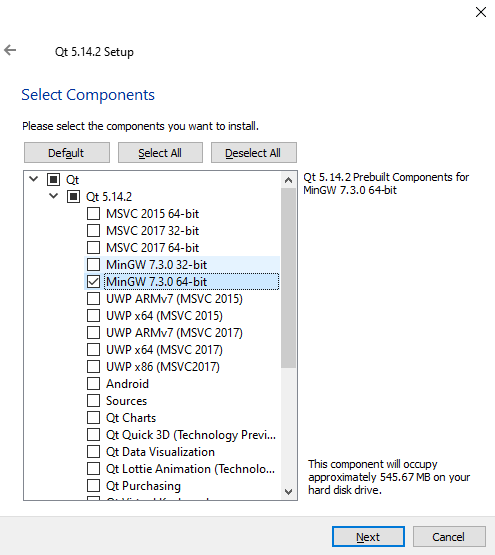 Qt 5.14.2 Setup
Select Components
Please select the components you want to install.
Default
Select All
Deselect All
Qt
Qt 5.14.2
MSVC 2015 64-bit
MSVC 2017 32-bit
MSVC 2017 64-bit
MinGW 7.3.0 32-bit
MinGW 7.3.0 64-bit
UWP ARMv7 (MSVC 2015)
UWP x64 (MSVC 2015)
UWP ARMv7 (MSVC 2017)
UWP x64 (MSVC 2017)
UWP x86 (MSVC2017)
Android
Sources
Qt Charts
Qt Quick 3D (Technology Previ...
Qt Data Visualization
Qt Lottie Animation (Technolo...
Qt Purchasing
Qt 5.14.2 Prebuilt Components for
MinGW 7.3.0 64-bit
This component will occupy
approximately 545.67 MB on your
hard disk drive.
Next
Cancel